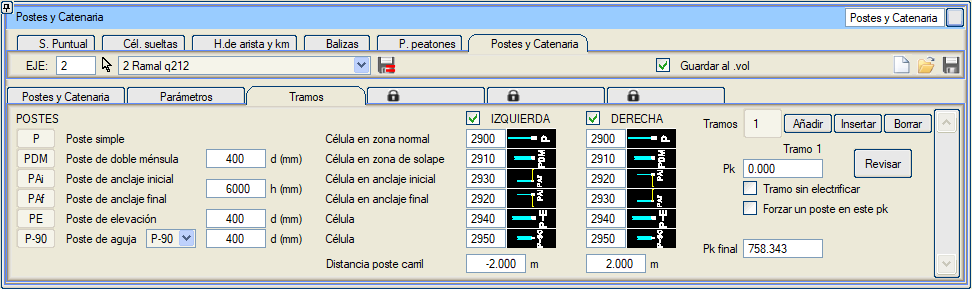 Postes y Catenaria Postes y Catenaria
S. Puntual Cél. sueltas H.de arista y km Balizas P. peatones Postes y Catenaria
EJE: 2 2 Ramal q212 Guardar al .vol
Postes y Catenaria Parámetros Tramos
POSTES IZQUIERDA DERECHA Tramos 1 Añadir Insertar Borrar
P Poste simple Célula en zona normal 2900 P 2900 P
Tramo 1
PDM Poste de doble ménsula 400 d (mm) Célula en zona de solape 2910 PDM 2910 PDM
Pk 0.000 Revisar
PAi Poste de anclaje inicial 6000 h (mm) Célula en anclaje inicial 2930 PAf 2920 PAi
Tramo sin electrificar
PAf Poste de anclaje final Célula en anclaje final 2920 PAi 2930 PAf
Forzar un poste en este pk
PE Poste de elevación 400 d (mm) Célula 2940 P-E 2940 P-E
P-90 Poste de aguja P-90 400 d (mm) Célula 2950 P-90 2950 P-90
Pk final 758.343
Distancia poste carril -2.000 m 2.000 m